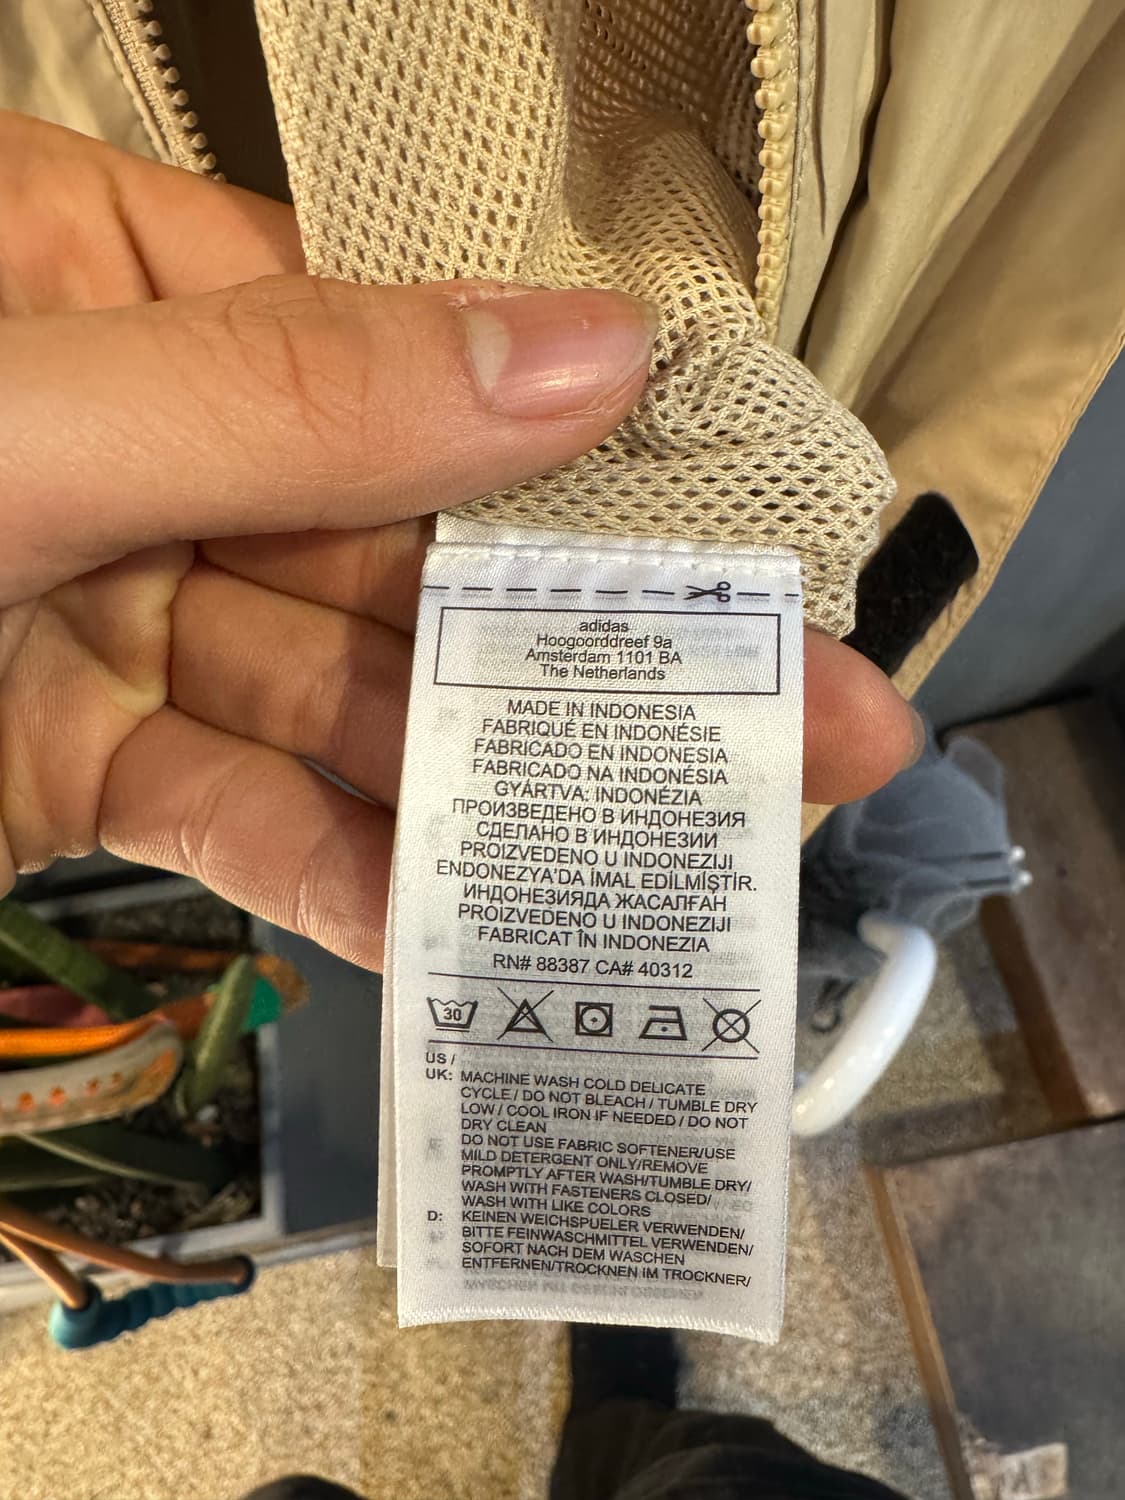 adidas
Hoogoorddreef 9a
Amsterdam 1101 BA
The Netherlands
MADE IN INDONESIA
FABRIQUÉ EN INDONÉSIE
FABRICADO EN INDONESIA
FABRICADO NA INDONÉSIA
GYÁRTVA: INDONÉZIA
ПРОИЗВЕДЕНО В ИНДОНЕЗИЯ
СДЕЛАНО В ИНДОНЕЗИИ
PROIZVEDENO U INDONEZIJI
ENDONEZYA'DA İMAL EDİLMİŞTİR.
ИНДОНЕЗИЯДА ЖАСАЛҒАН
PROIZVEDENO U INDONEZIJI
FABRICAT ÎN INDONEZIA
RN# 88387 CA# 40312
30
US /
UK: MACHINE WASH COLD DELICATE
CYCLE / DO NOT BLEACH / TUMBLE DRY
LOW / COOL IRON IF NEEDED / DO NOT
DRY CLEAN
DO NOT USE FABRIC SOFTENER/USE
MILD DETERGENT ONLY/REMOVE
PROMPTLY AFTER WASH/TUMBLE DRY/
WASH WITH FASTENERS CLOSED/
WASH WITH LIKE COLORS
D: KEINEN WEICHSPUELER VERWENDEN/
BITTE FEINWASCHMITTEL VERWENDEN/
SOFORT NACH DEM WASCHEN
ENTFERNEN/TROCKNEN IM TROCKNER/